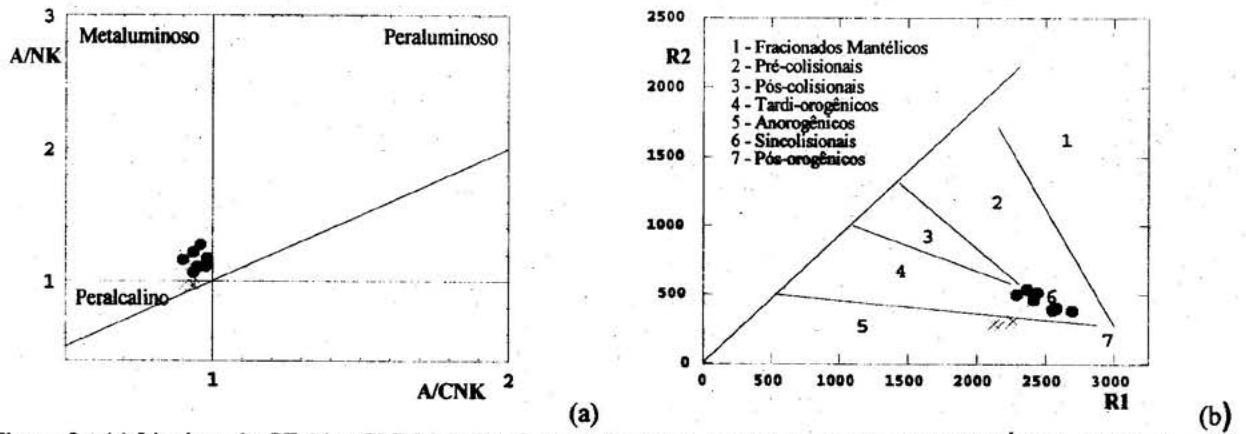 3
Metaluminoso
Peraluminoso
A/NK
2
1
Peralcalino
1
2
A/CNK
(a)
2500
R2
2000
1500
1000
500
0
1 - Fracionados Mantélicos
2 - Pré-colisionais
3 - Pós-colisionais
4 - Tardi-orogênicos
5 - Anorogênicos
6 - Sincolisionais
7 - Pós-orogênicos
1
2
3
4
5
6
7
0
500
1000
1500
2000
2500
3000
R1
(b)